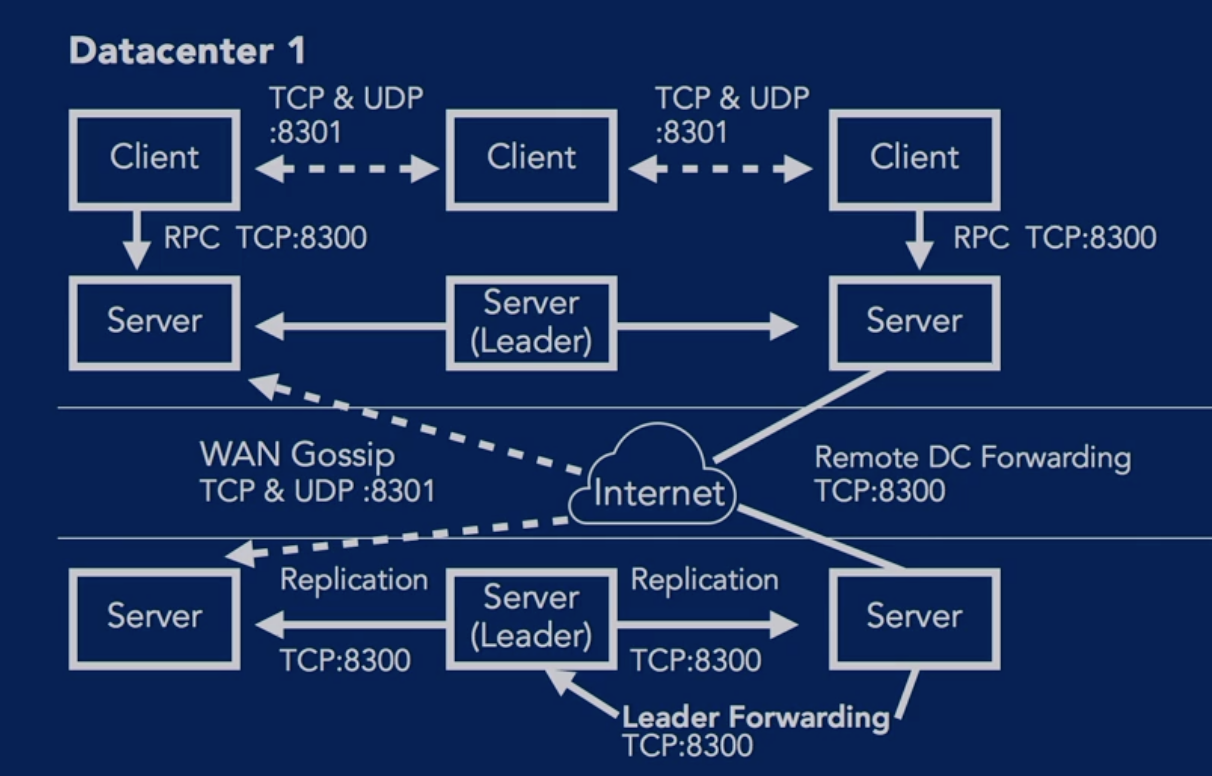 Datacenter 1
TCP & UDP
:8301
TCP & UDP
:8301
Client
Client
Client
RPC TCP:8300
RPC TCP:8300
Server
Server
(Leader)
Server
WAN Gossip
TCP & UDP :8301
Internet
Remote DC Forwarding
TCP:8300
Server
Replication
TCP:8300
Server
(Leader)
Replication
TCP:8300
Server
Leader Forwarding
TCP:8300